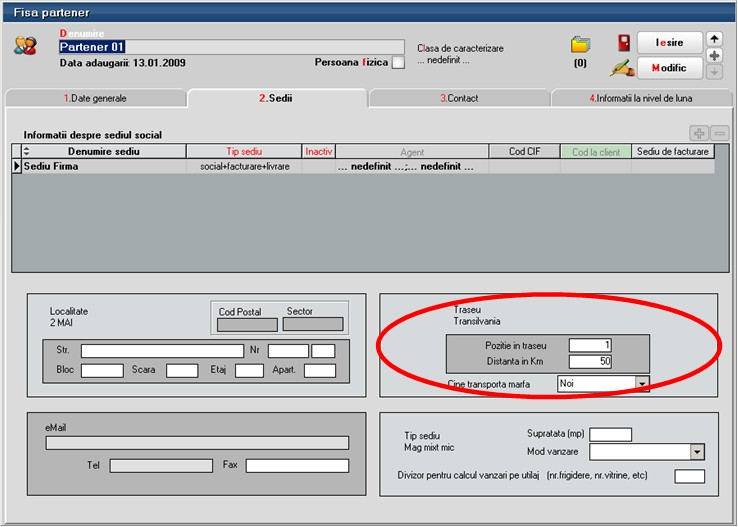 Fisa partener
Denumire
Partener 01
Data adaugarii: 13.01.2009
Persoana fizica
Clasa de caracterizare
... nedefinit ...
(0)
Iesire
Modific
1.Date generale
2.Sedii
3.Contact
4.Informatii la nivel de luna
Informatii despre sediul social
Denumire sediu Tip sediu Inactiv Agent Cod CIF Cod la client Sediu de facturare
Sediu Firma social+facturare+livrare ... nedefinit ...;... nedefinit ...
Localitate
2 MAI
Cod Postal Sector
Str. Nr
Bloc Scara Etaj Apart.
Traseu
Transilvania
Pozitie in traseu 1
Distanta in Km 50
Cine transporta marfa Noi
eMail
Tel Fax
Tip sediu
Mag mixt mic
Supratata (mp)
Mod vanzare
Divizor pentru calcul vanzari pe utilaj (nr.frigidere, nr.vitrine, etc)